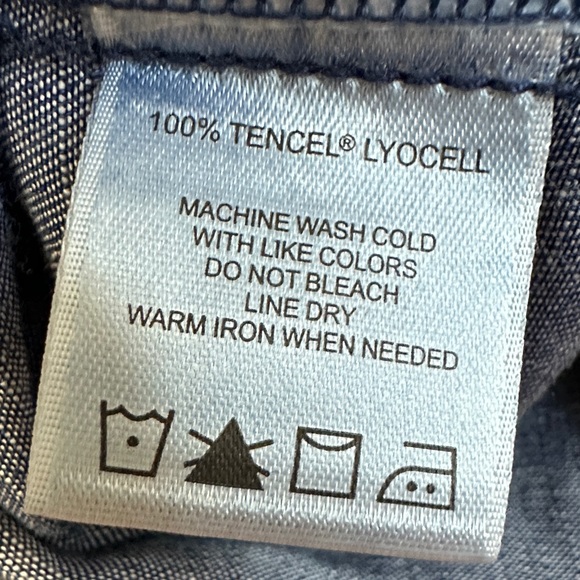 100% TENCEL® LYOCELL
MACHINE WASH COLD
WITH LIKE COLORS
DO NOT BLEACH
LINE DRY
WARM IRON WHEN NEEDED